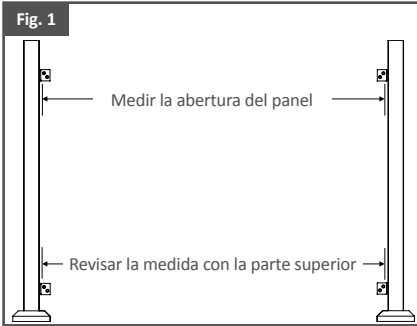 Fig. 1
Medir la abertura del panel
Revisar la medida con la parte superior